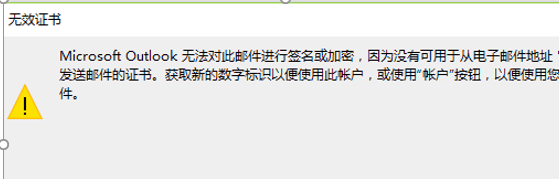 无效证书
Microsoft Outlook 无法对此邮件进行签名或加密，因为没有可用于从电子邮件地址“
发送邮件的证书。获取新的数字标识以便使用此帐户，或使用“帐户”按钮，以便使用您
件。